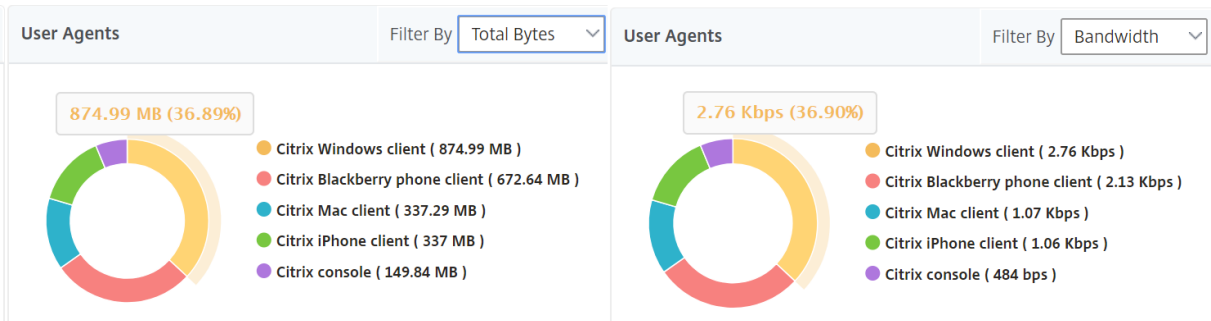 User Agents
Filter By Total Bytes
874.99 MB (36.89%)
Citrix Windows client ( 874.99 MB )
Citrix Blackberry phone client ( 672.64 MB )
Citrix Mac client ( 337.29 MB )
Citrix iPhone client ( 337 MB )
Citrix console ( 149.84 MB )
User Agents
Filter By Bandwidth
2.76 Kbps (36.90%)
Citrix Windows client ( 2.76 Kbps )
Citrix Blackberry phone client ( 2.13 Kbps )
Citrix Mac client ( 1.07 Kbps )
Citrix iPhone client ( 1.06 Kbps )
Citrix console ( 484 bps )